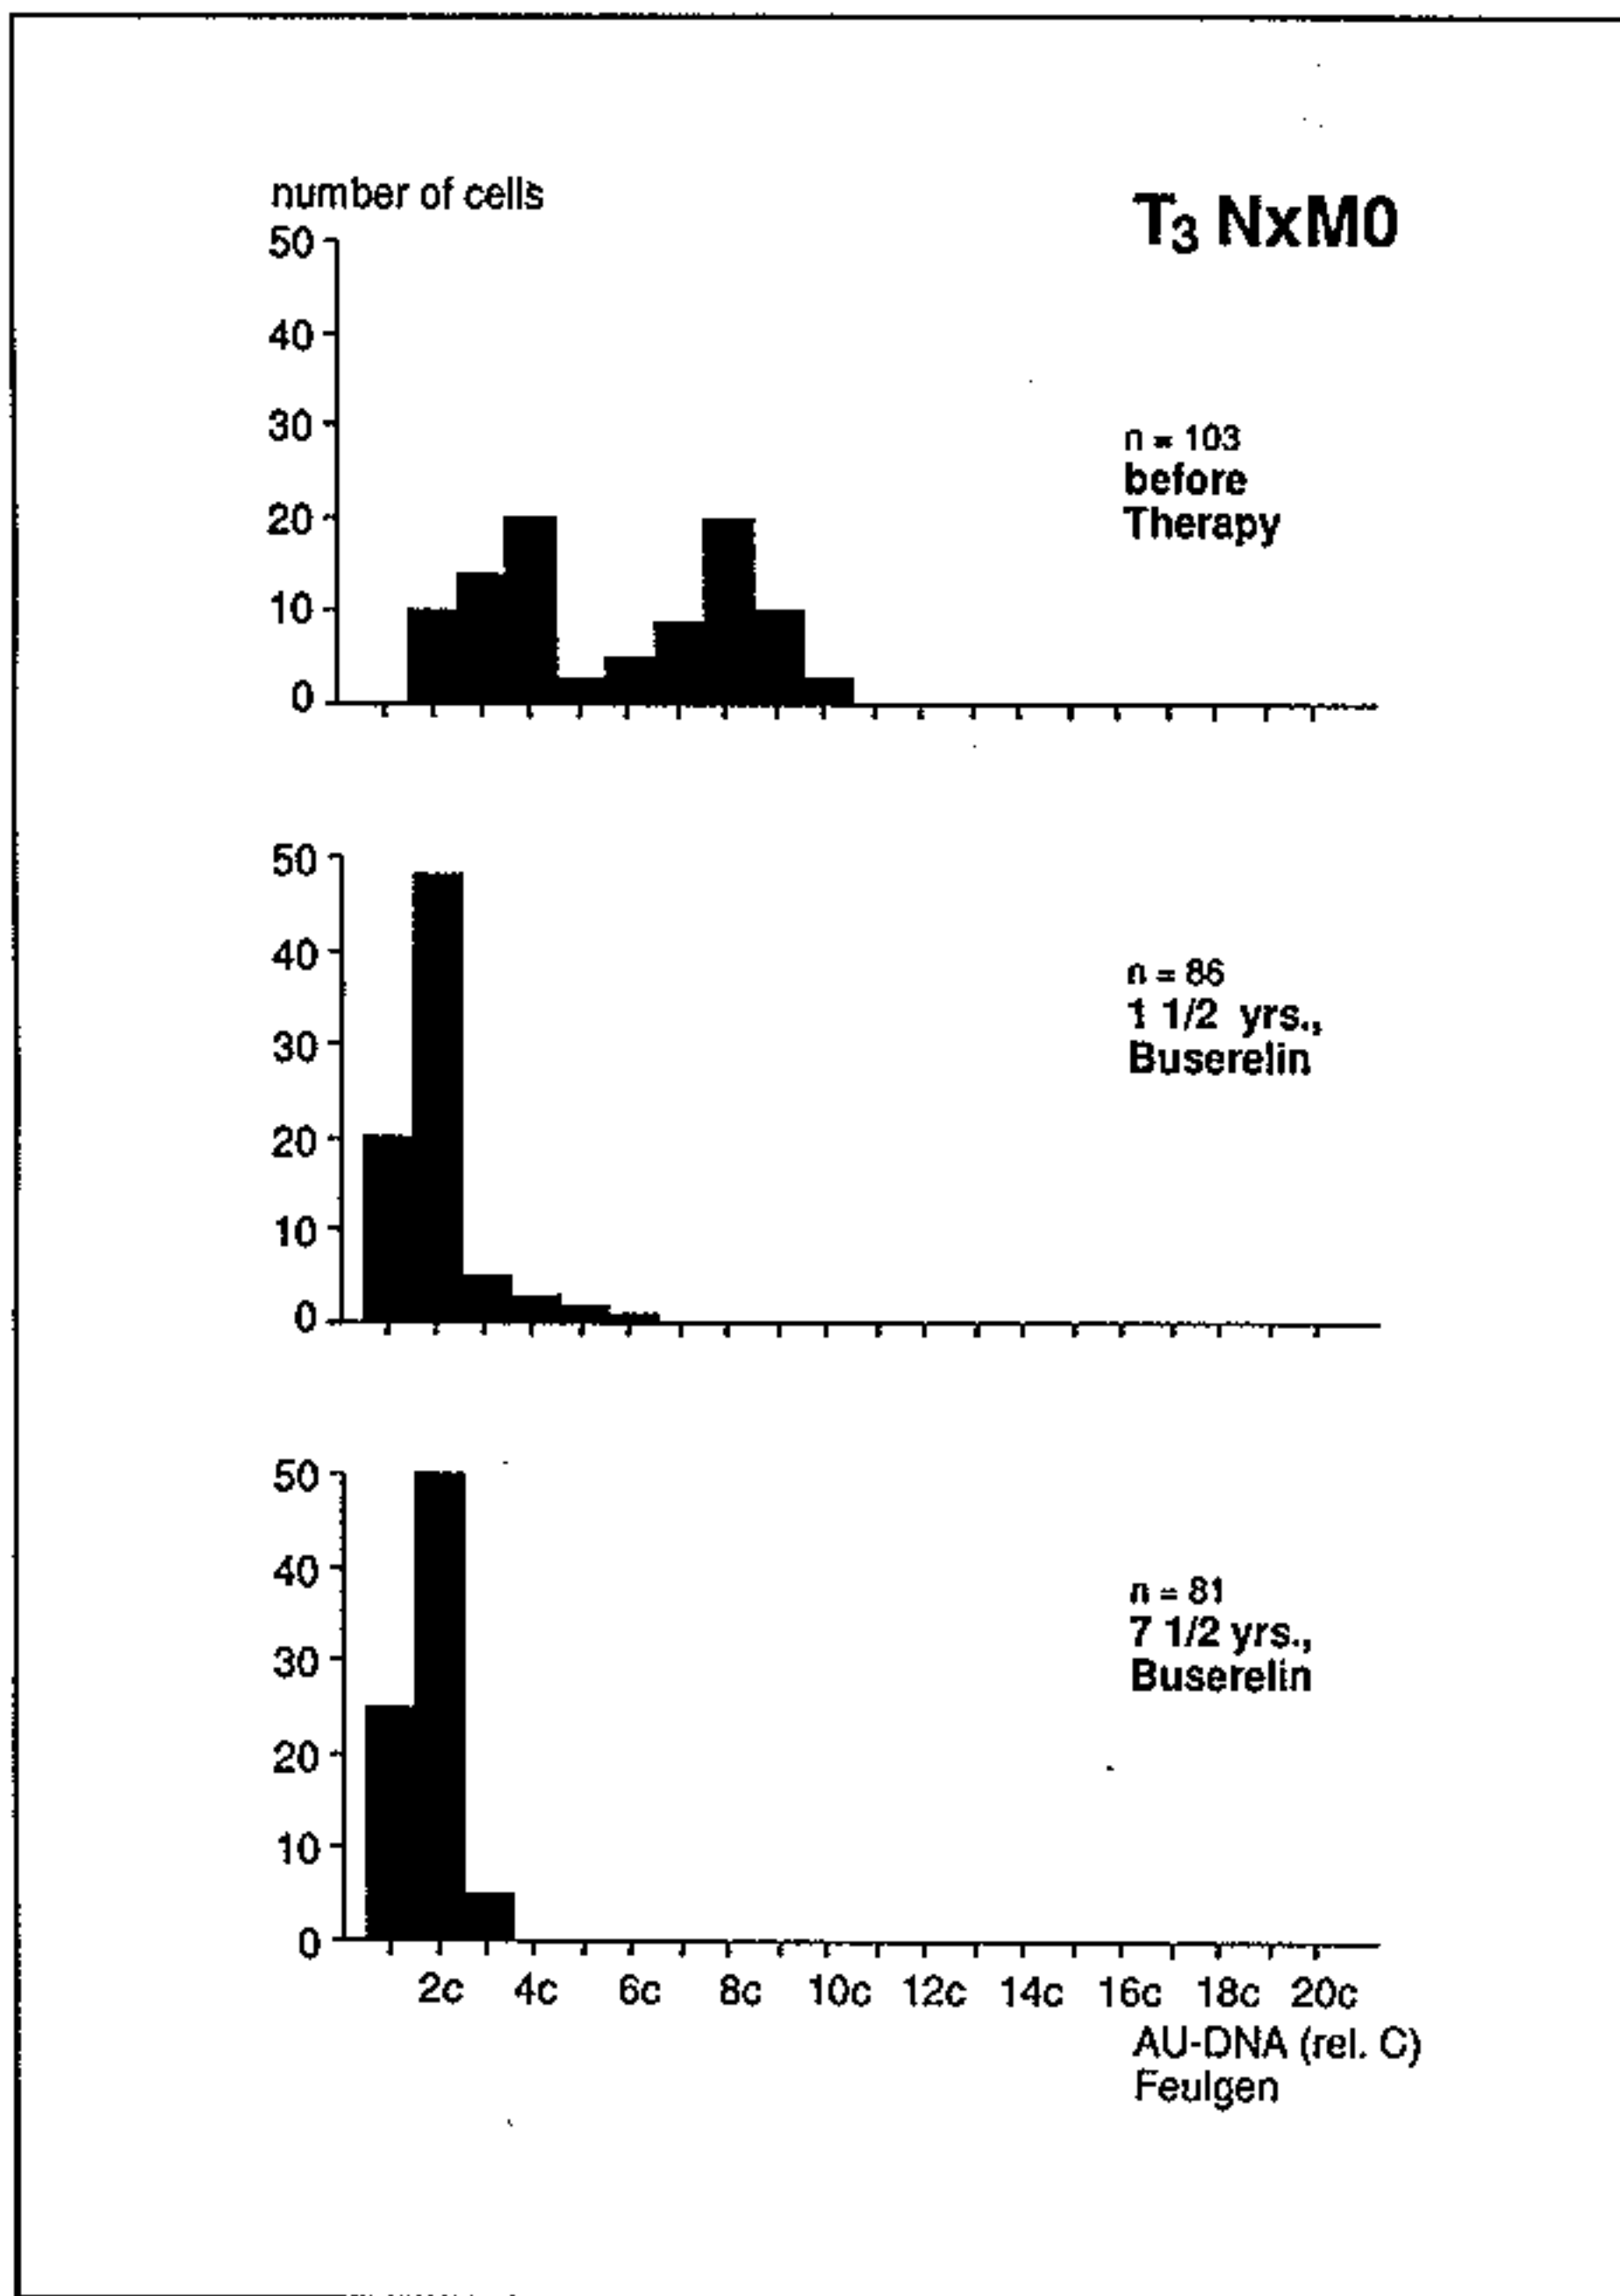 number of cells
T₃ NxM0
50
40
30
20
10
0
n = 103
before
Therapy
50
40
30
20
10
0
n = 86
1 1/2 yrs.,
Buserelin
50
40
30
20
10
0
n = 81
7 1/2 yrs.,
Buserelin
2c 4c 6c 8c 10c 12c 14c 16c 18c 20c
AU-DNA (rel. C)
Feulgen